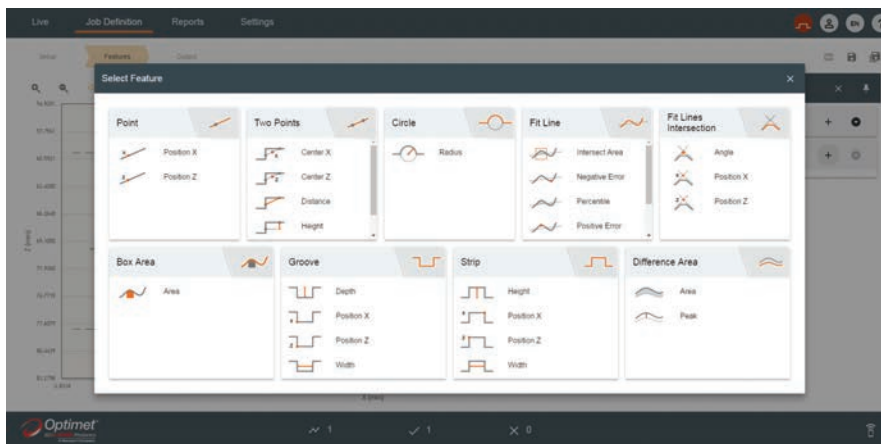 Live Job Definition Reports Settings
EN ?
Setup Features Output
Select Feature ×
Point
Position X
Position Z
Two Points
Center X
Center Z
Distance
Height
Circle
Radius
Fit Line
Intersect Area
Negative Error
Percentile
Positive Error
Fit Lines
Intersection
Angle
Position X
Position Z
Box Area
Area
Groove
Depth
Position X
Position Z
Width
Strip
Height
Position X
Position Z
Width
Difference Area
Area
Peak
Z [mm]
X [mm]
Optimet
1 1 0